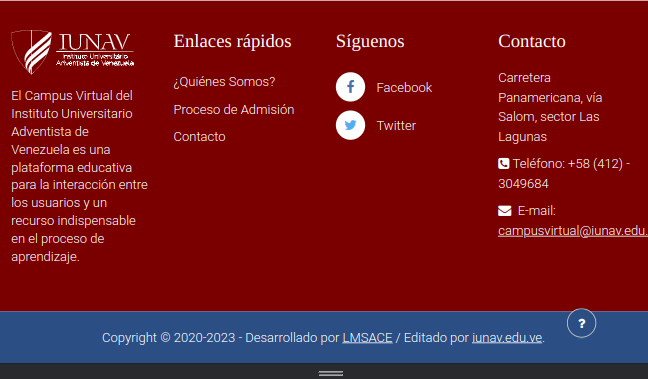 IUNAV
Instituto Universitario
Adventista de Venezuela
El Campus Virtual del
Instituto Universitario
Adventista de
Venezuela es una
plataforma educativa
para la interacción entre
los usuarios y un
recurso indispensable
en el proceso de
aprendizaje.
Enlaces rápidos
¿Quiénes Somos?
Proceso de Admisión
Contacto
Síguenos
Facebook
Twitter
Contacto
Carretera
Panamericana, vía
Salom, sector Las
Lagunas
Teléfono: +58 (412) -
3049684
E-mail:
campusvirtual@iunav.edu.
?
Copyright © 2020-2023 - Desarrollado por LMSACE / Editado por iunav.edu.ve.